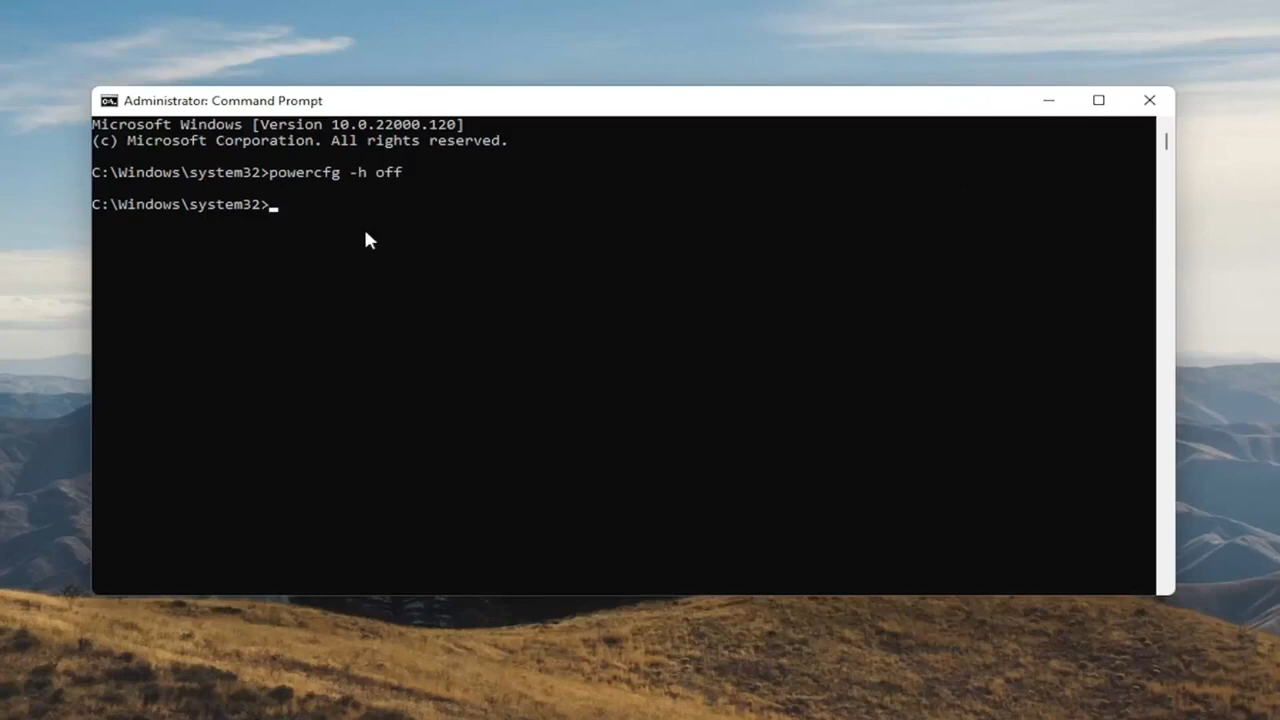 Administrator: Command Prompt
Microsoft Windows [Version 10.0.22000.120]
(c) Microsoft Corporation. All rights reserved.
C:\Windows\system32>powercfg -h off
C:\Windows\system32>